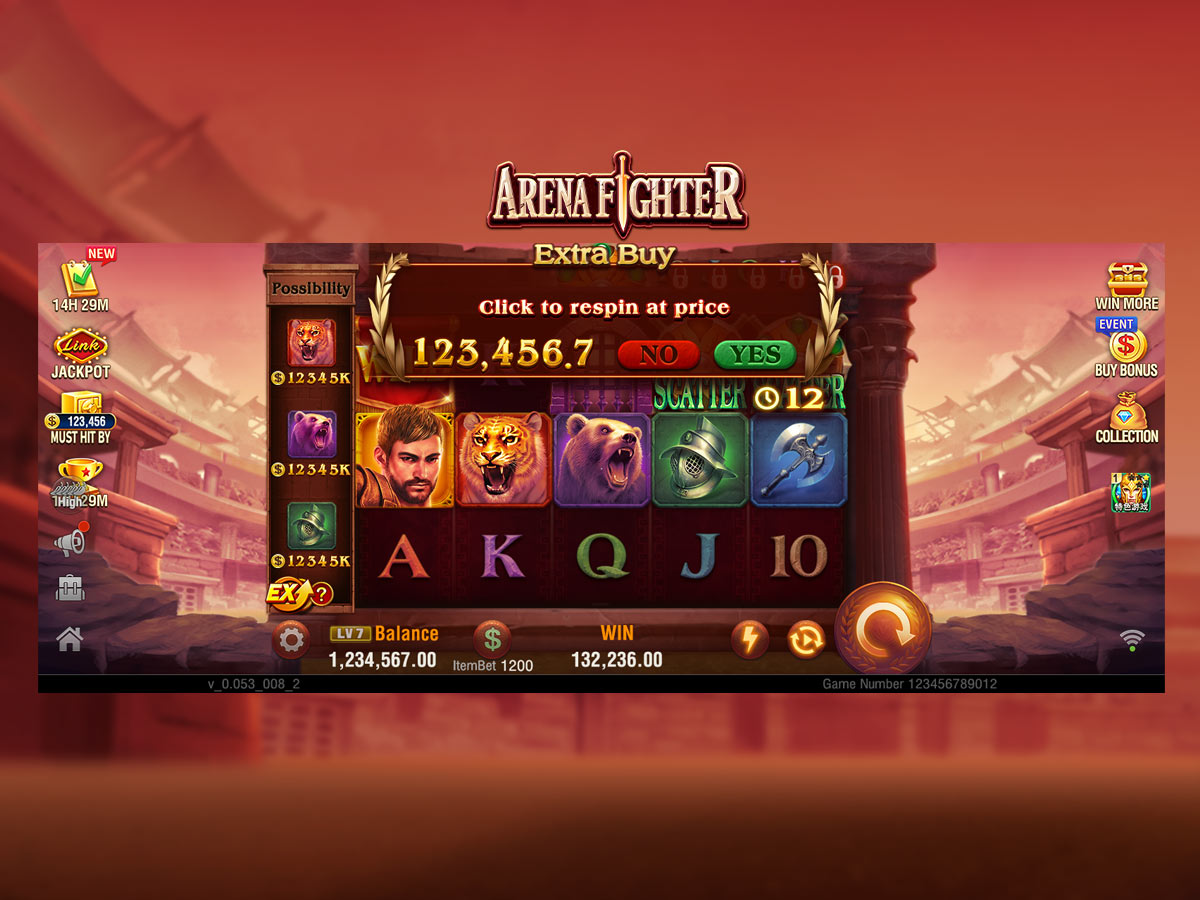 ARENA FIGHTER
Extra Buy
NEW
14H 29M
Link
JACKPOT
123,456
MUST HIT BY
1High29M
Possibility
12345K
12345K
12345K
EX ?
Click to respin at price
123,456.7 NO YES
SCATTER 12
A K Q J 10
WIN MORE
EVENT
BUY BONUS
COLLECTION
1
特色游戏
LV 7 Balance
1,234,567.00
ItemBet 1200
WIN
132,236.00
v_0.053_008_2
Game Number 123456789012